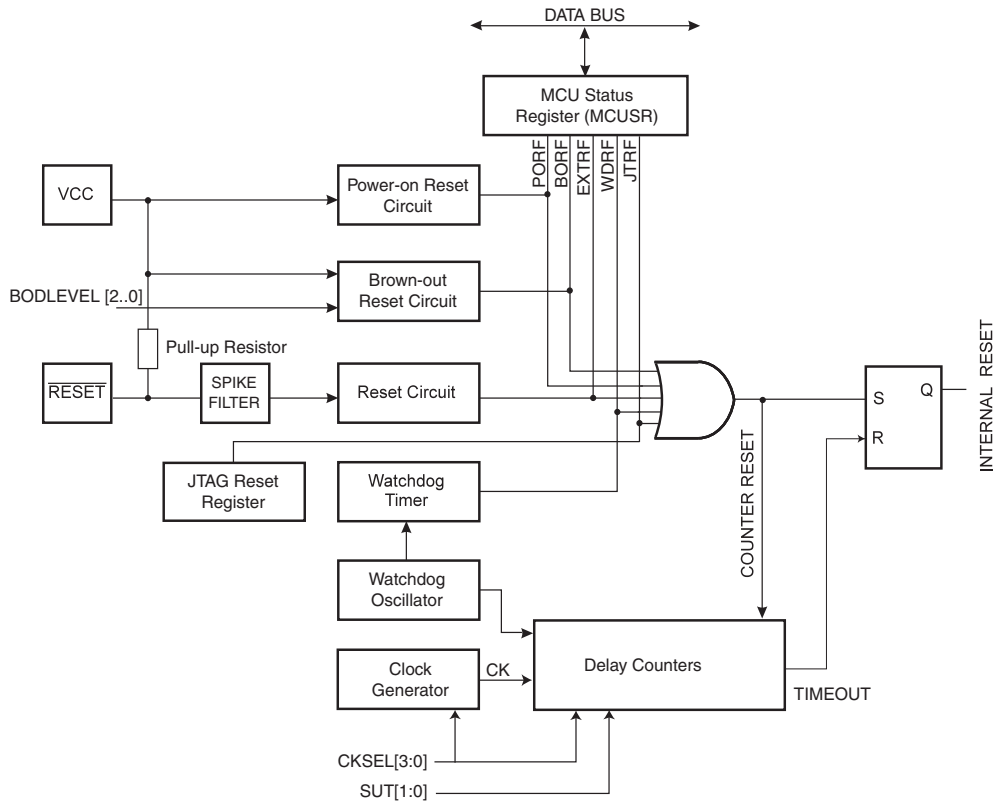 DATA BUS
MCU Status
Register (MCUSR)
PORF
BORF
EXTRF
WDRF
JTRF
VCC
Power-on Reset
Circuit
BODLEVEL [2..0]
Brown-out
Reset Circuit
Pull-up Resistor
RESET
SPIKE
FILTER
Reset Circuit
JTAG Reset
Register
Watchdog
Timer
Watchdog
Oscillator
Clock
Generator
CK
CKSEL[3:0]
SUT[1:0]
Delay Counters
TIMEOUT
COUNTER RESET
S
R
Q
INTERNAL RESET